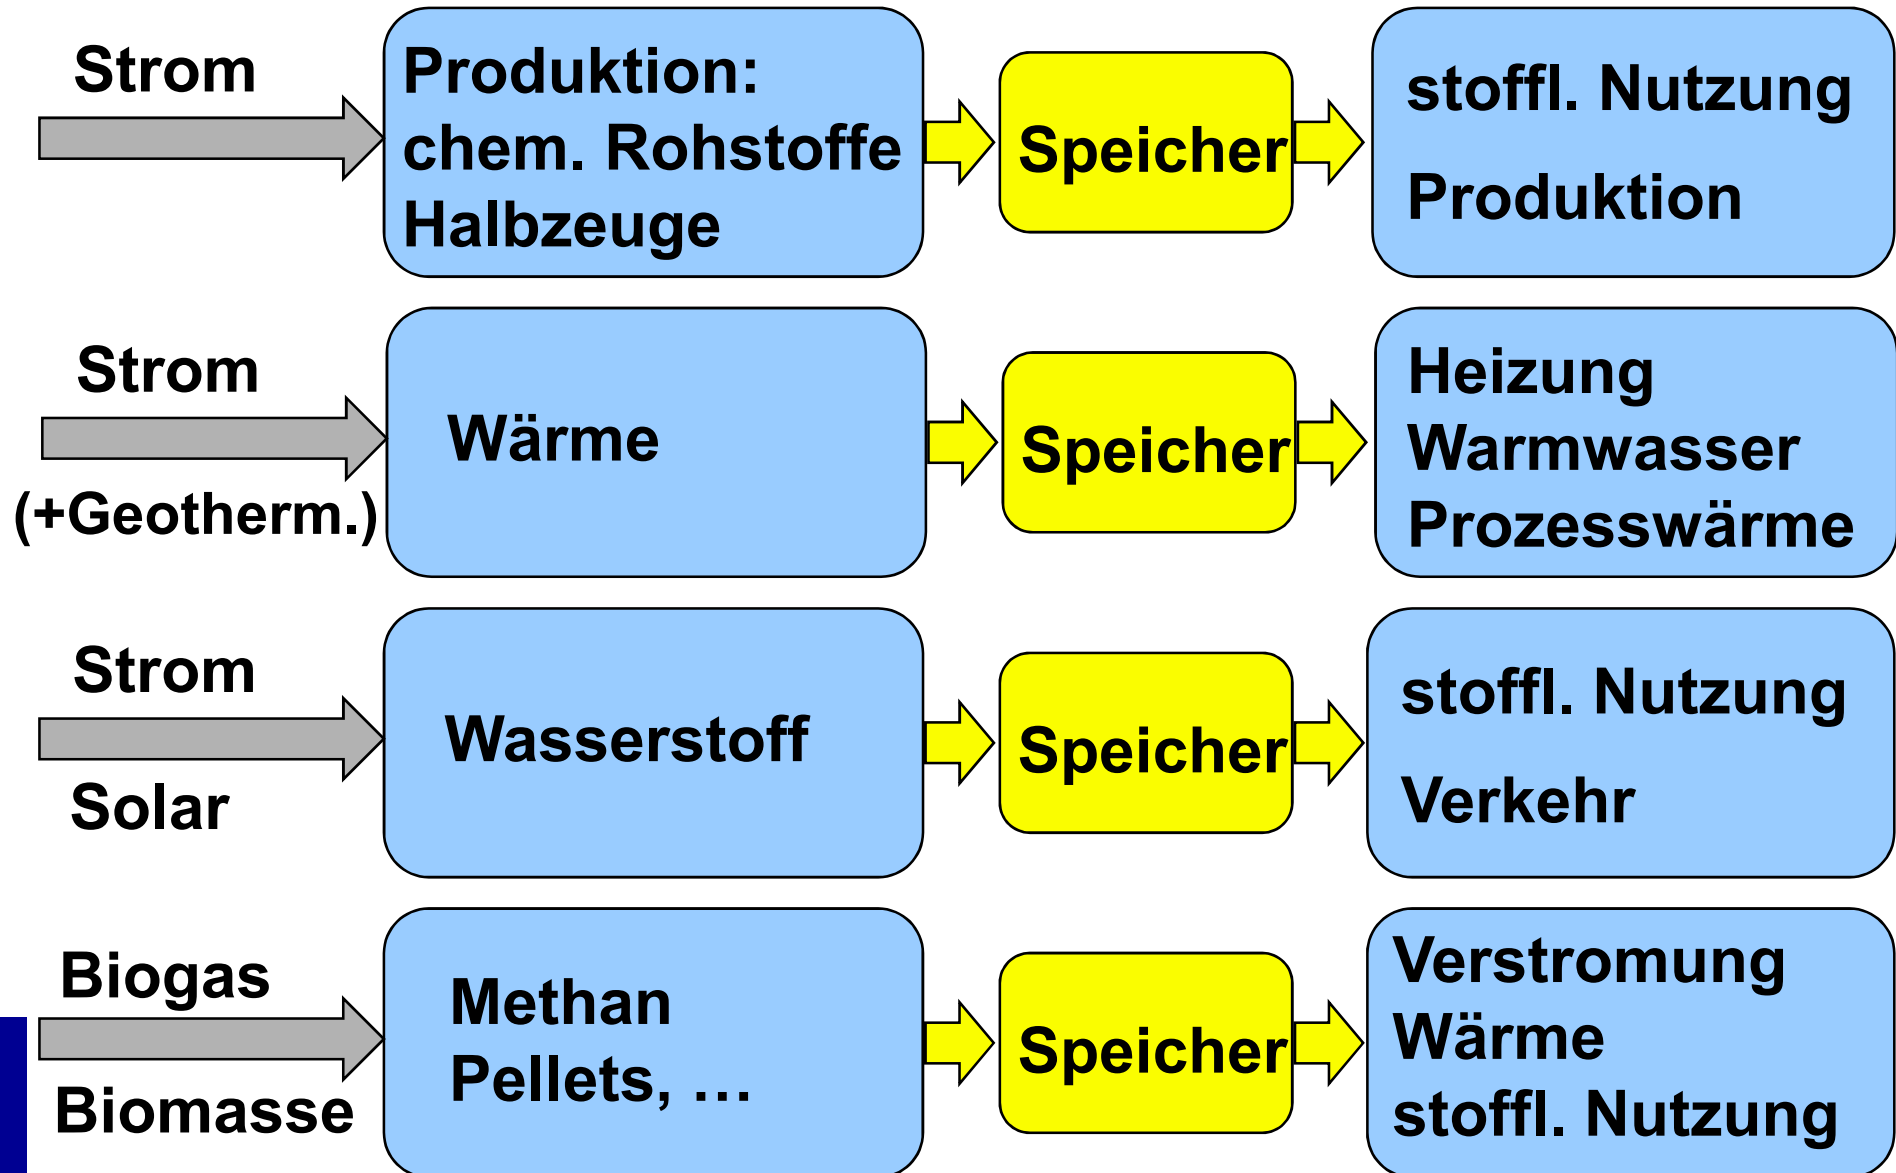 Strom
Produktion:
chem. Rohstoffe
Halbzeuge
Speicher
stoffl. Nutzung
Produktion
Strom
(+Geotherm.)
Wärme
Speicher
Heizung
Warmwasser
Prozesswärme
Strom
Solar
Wasserstoff
Speicher
stoffl. Nutzung
Verkehr
Biogas
Biomasse
Methan
Pellets, …
Speicher
Verstromung
Wärme
stoffl. Nutzung